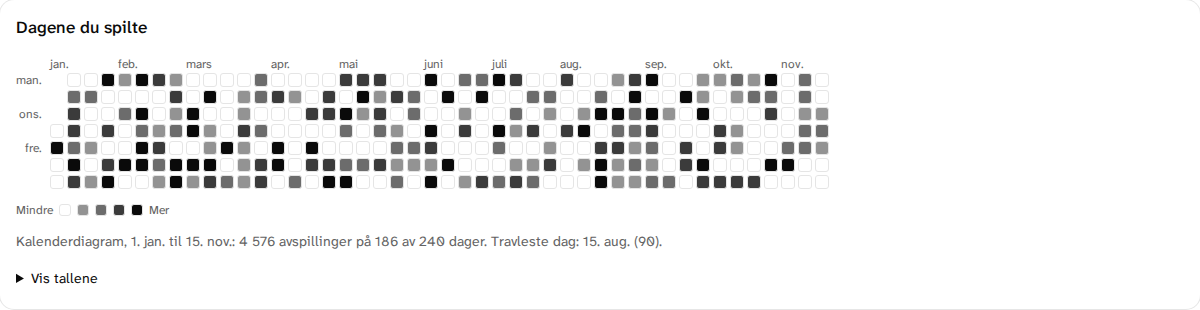 Dagene du spilte
jan. feb. mars apr. mai juni juli aug. sep. okt. nov.
man.
ons.
fre.
Mindre Mer
Kalenderdiagram, 1. jan. til 15. nov.: 4 576 avspillinger på 186 av 240 dager. Travleste dag: 15. aug. (90).
Vis tallene